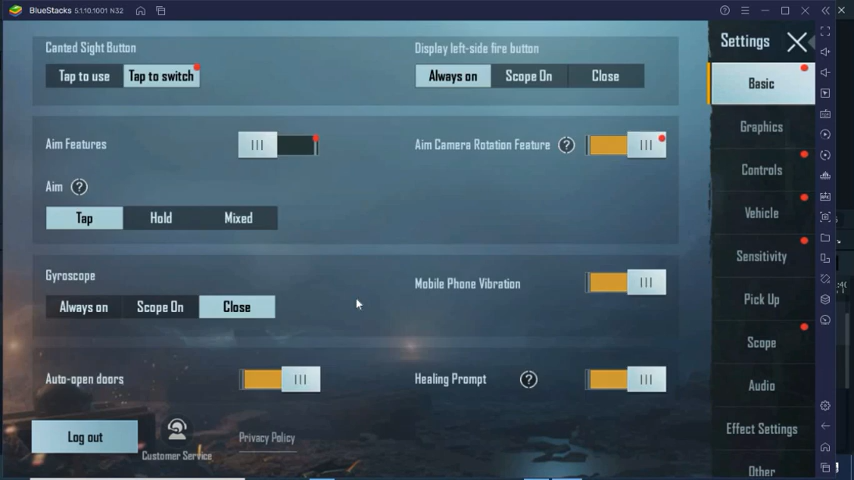 BlueStacks 5.1.10.1001 N32
Canted Sight Button
Tap to use
Tap to switch
Display left-side fire button
Always on
Scope On
Close
Aim Features
Aim Camera Rotation Feature ?
Aim ?
Tap
Hold
Mixed
Gyroscope
Always on
Scope On
Close
Mobile Phone Vibration
Auto-open doors
Healing Prompt ?
Log out
Customer Service
Privacy Policy
Settings
Basic
Graphics
Controls
Vehicle
Sensitivity
Pick Up
Scope
Audio
Effect Settings
Other